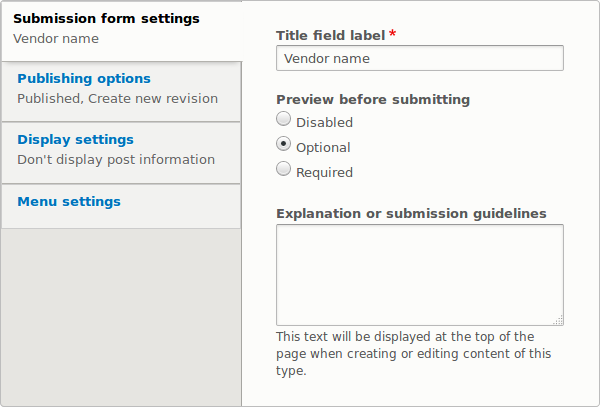 Submission form settings
Vendor name
Publishing options
Published, Create new revision
Display settings
Don't display post information
Menu settings
Title field label *
Vendor name
Preview before submitting
Disabled
Optional
Required
Explanation or submission guidelines
This text will be displayed at the top of the
page when creating or editing content of this
type.